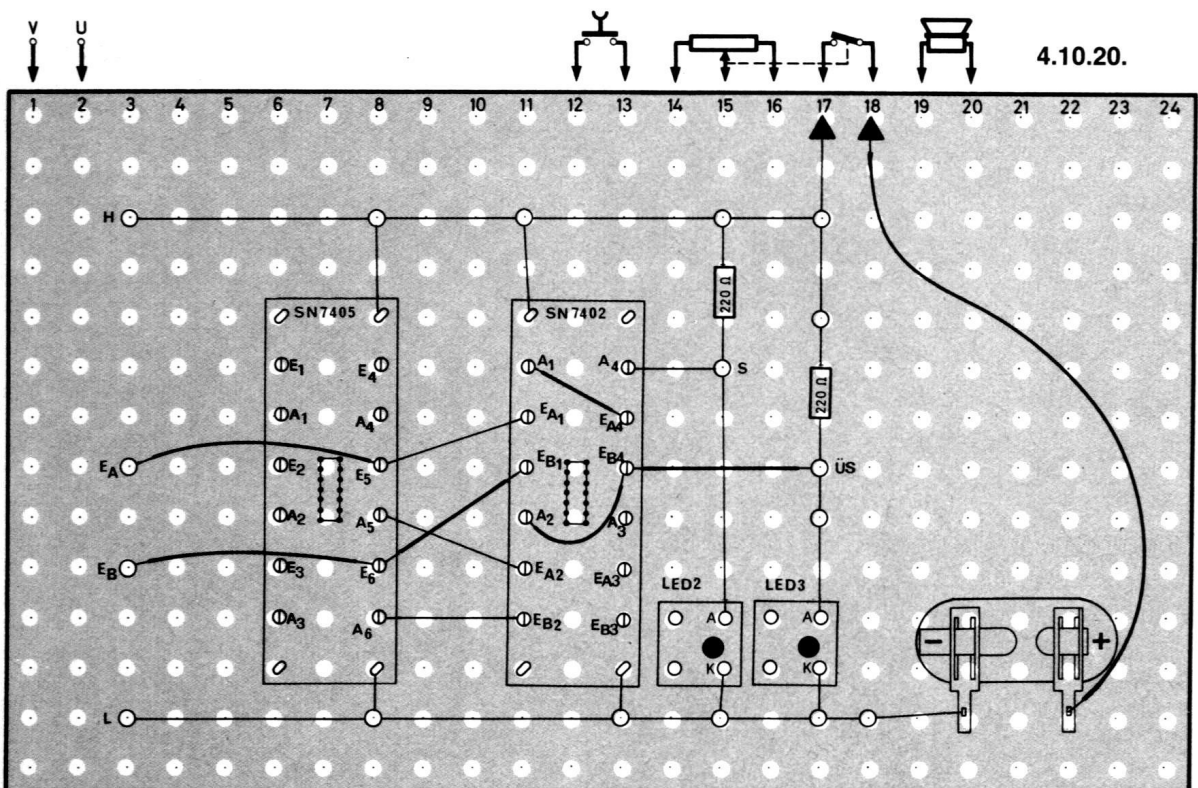 V U
4.10.20.
1 2 3 4 5 6 7 8 9 10 11 12 13 14 15 16 17 18 19 20 21 22 23 24
H
SN7405 SN7402
220 Ω
E1 E4 A1 A4 S
220 Ω
A1 A4 EA1 EA4
EA E2 E5 EB1 EB4 ÜS
A2 A5 A2 A3
EB E3 E6 EA2 EA3 LED2 LED3
A3 A6 EB2 EB3 A A
− +
K K
L